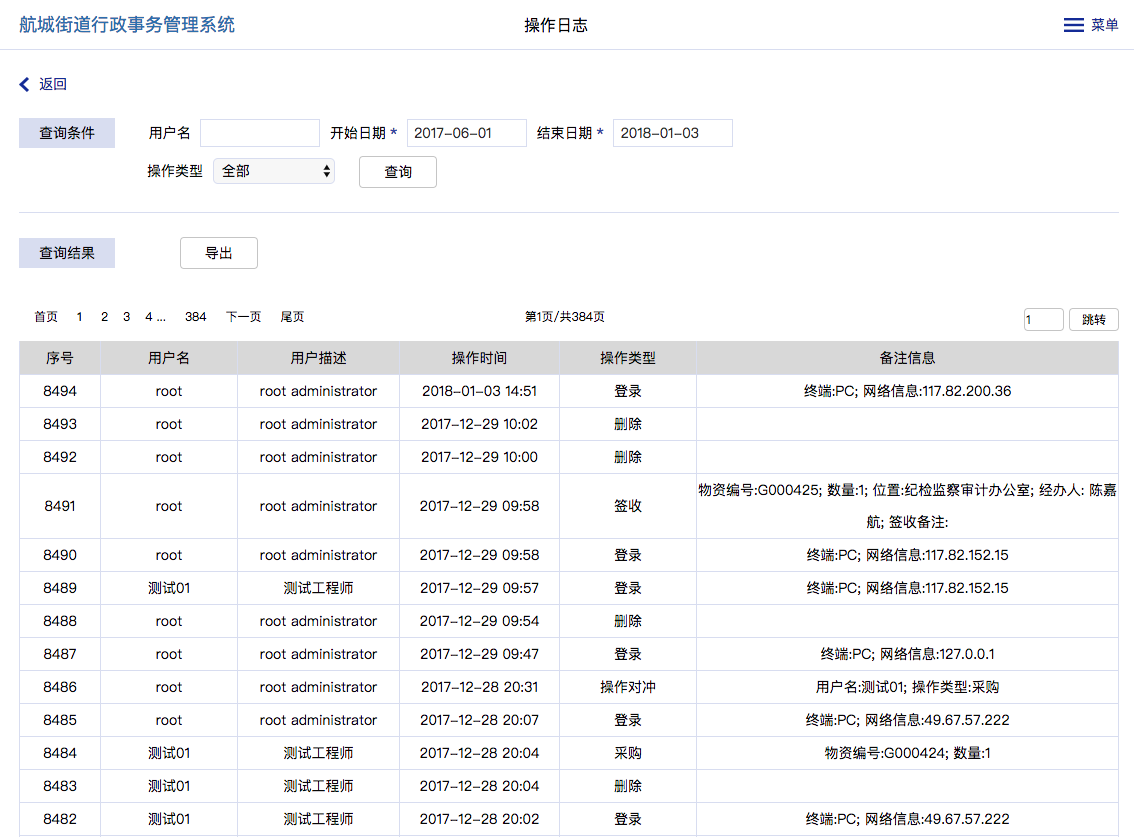 航城街道行政事务管理系统 操作日志 菜单
返回
查询条件 用户名 开始日期 * 2017-06-01 结束日期 * 2018-01-03
操作类型 全部 查询
查询结果 导出
首页 1 2 3 4 ... 384 下一页 尾页 第1页/共384页 1 跳转
序号 用户名 用户描述 操作时间 操作类型 备注信息
8494 root root administrator 2018-01-03 14:51 登录 终端:PC; 网络信息:117.82.200.36
8493 root root administrator 2017-12-29 10:02 删除
8492 root root administrator 2017-12-29 10:00 删除
8491 root root administrator 2017-12-29 09:58 签收 物资编号:G000425; 数量:1; 位置:纪检监察审计办公室; 经办人: 陈嘉
航; 签收备注:
8490 root root administrator 2017-12-29 09:58 登录 终端:PC; 网络信息:117.82.152.15
8489 测试01 测试工程师 2017-12-29 09:57 登录 终端:PC; 网络信息:117.82.152.15
8488 root root administrator 2017-12-29 09:54 删除
8487 root root administrator 2017-12-29 09:47 登录 终端:PC; 网络信息:127.0.0.1
8486 root root administrator 2017-12-28 20:31 操作对冲 用户名:测试01; 操作类型:采购
8485 root root administrator 2017-12-28 20:07 登录 终端:PC; 网络信息:49.67.57.222
8484 测试01 测试工程师 2017-12-28 20:04 采购 物资编号:G000424; 数量:1
8483 测试01 测试工程师 2017-12-28 20:04 删除
8482 测试01 测试工程师 2017-12-28 20:02 登录 终端:PC; 网络信息:49.67.57.222